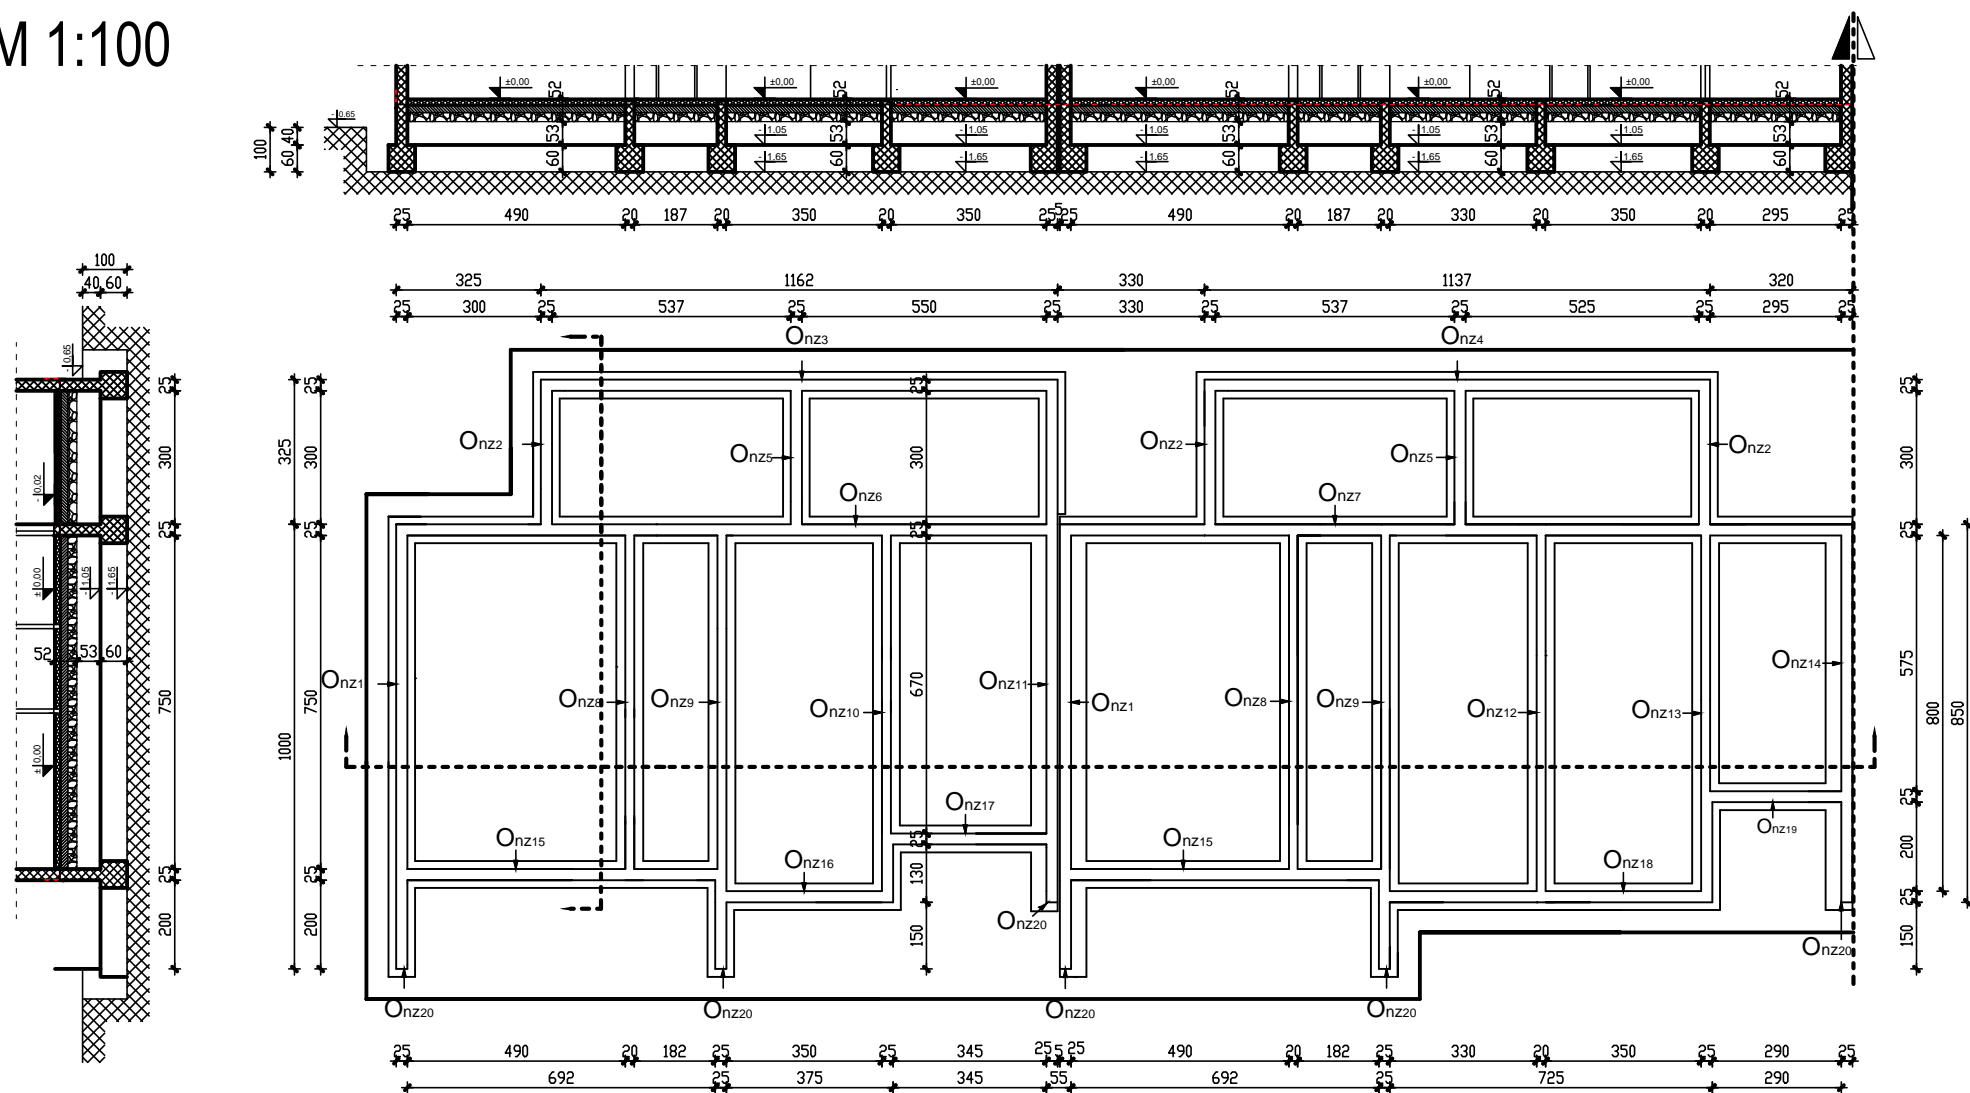 M 1:100
±0,00 52 ±0,00 52 ±0,00 ±0,00 52 ±0,00 52 ±0,00 52
-0.65
100 40 60
53 -1.05 53 -1.05 -1.05 53 -1.05 53 -1.05 53
60 -1.65 60 -1.65 -1.65 60 -1.65 60 -1.65 60
25 490 20 187 20 350 20 350 25 5 25 490 20 187 20 330 20 350 20 295 25
100
40 60
325 1162 330 1137 320
25 300 25 537 25 550 25 330 25 537 25 525 25 295 25
Onz3 Onz4
-0,65
25 25 25 25 25
300 325 300 300 300
Onz2 Onz5 Onz2 Onz5 Onz2
Onz6 Onz7
-0,02
25 25 25 25
±0,00 -1,05 -1,65
52 53 60
Onz1 Onz8 Onz9 Onz10 Onz11 Onz1 Onz8 Onz9 Onz12 Onz13 Onz14
750 1000 750 670 575 800 850
±0,00
Onz17 Onz19
25 25
Onz15 Onz16 Onz15 Onz18
25 25 130 200 25
200 200 150 150
Onz20 Onz20
Onz20 Onz20 Onz20 Onz20
25 490 20 182 25 350 25 345 25 5 25 490 20 182 25 330 20 350 25 290 25
692 25 375 345 55 692 25 725 290